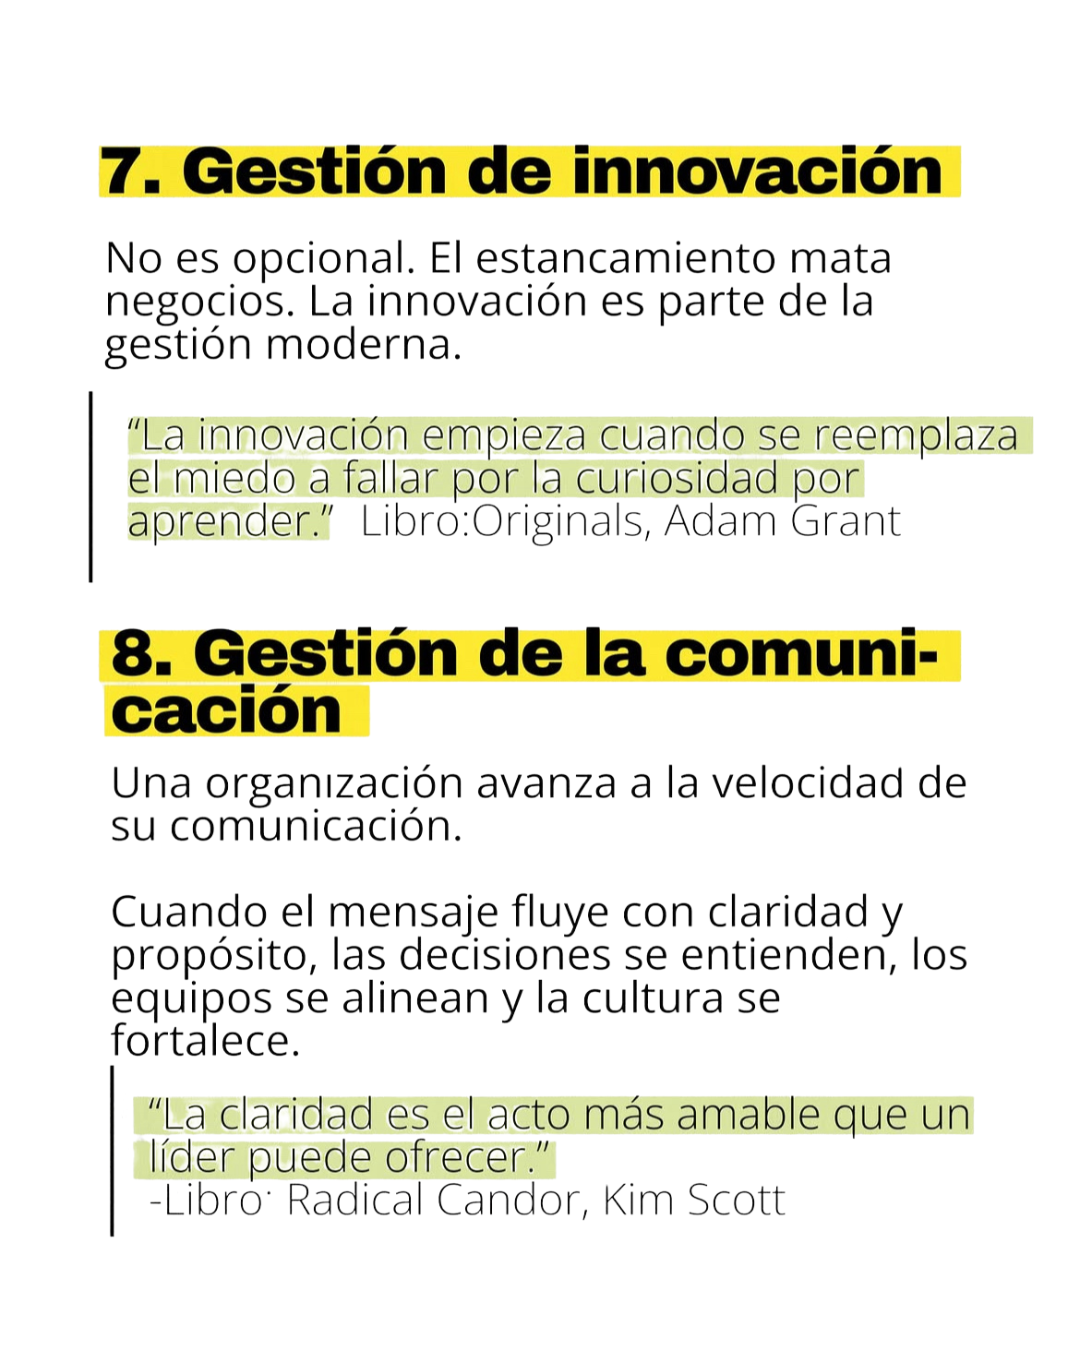 7. Gestión de innovación
No es opcional. El estancamiento mata
negocios. La innovación es parte de la
gestión moderna.
“La innovación empieza cuando se reemplaza
el miedo a fallar por la curiosidad por
aprender.” Libro:Originals, Adam Grant
8. Gestión de la comuni-
cación
Una organızación avanza a la velocidad de
su comunicación.
Cuando el mensaje fluye con claridad y
propósito, las decisiones se entienden, los
equipos se alinean y la cultura se
fortalece.
“La claridad es el acto más amable que un
líder puede ofrecer.”
-Libro˙ Radical Candor, Kim Scott